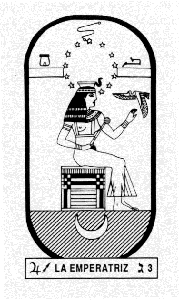 ♃ LA EMPERATRIZ ג 3